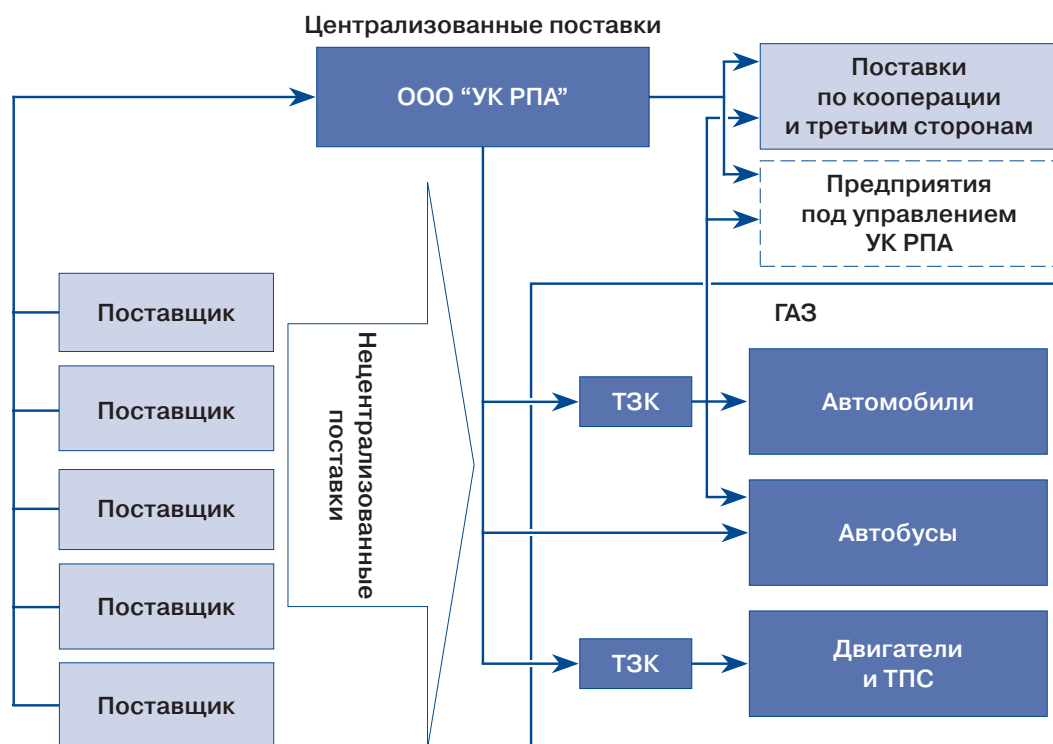 Централизованные поставки
ООО “УК РПА”
Поставки
по кооперации
и третьим сторонам
Предприятия
под управлением
УК РПА
ГАЗ
Поставщик
Поставщик
Поставщик
Поставщик
Поставщик
Нецентрализованные
поставки
ТЗК
Автомобили
Автобусы
ТЗК
Двигатели
и ТПС